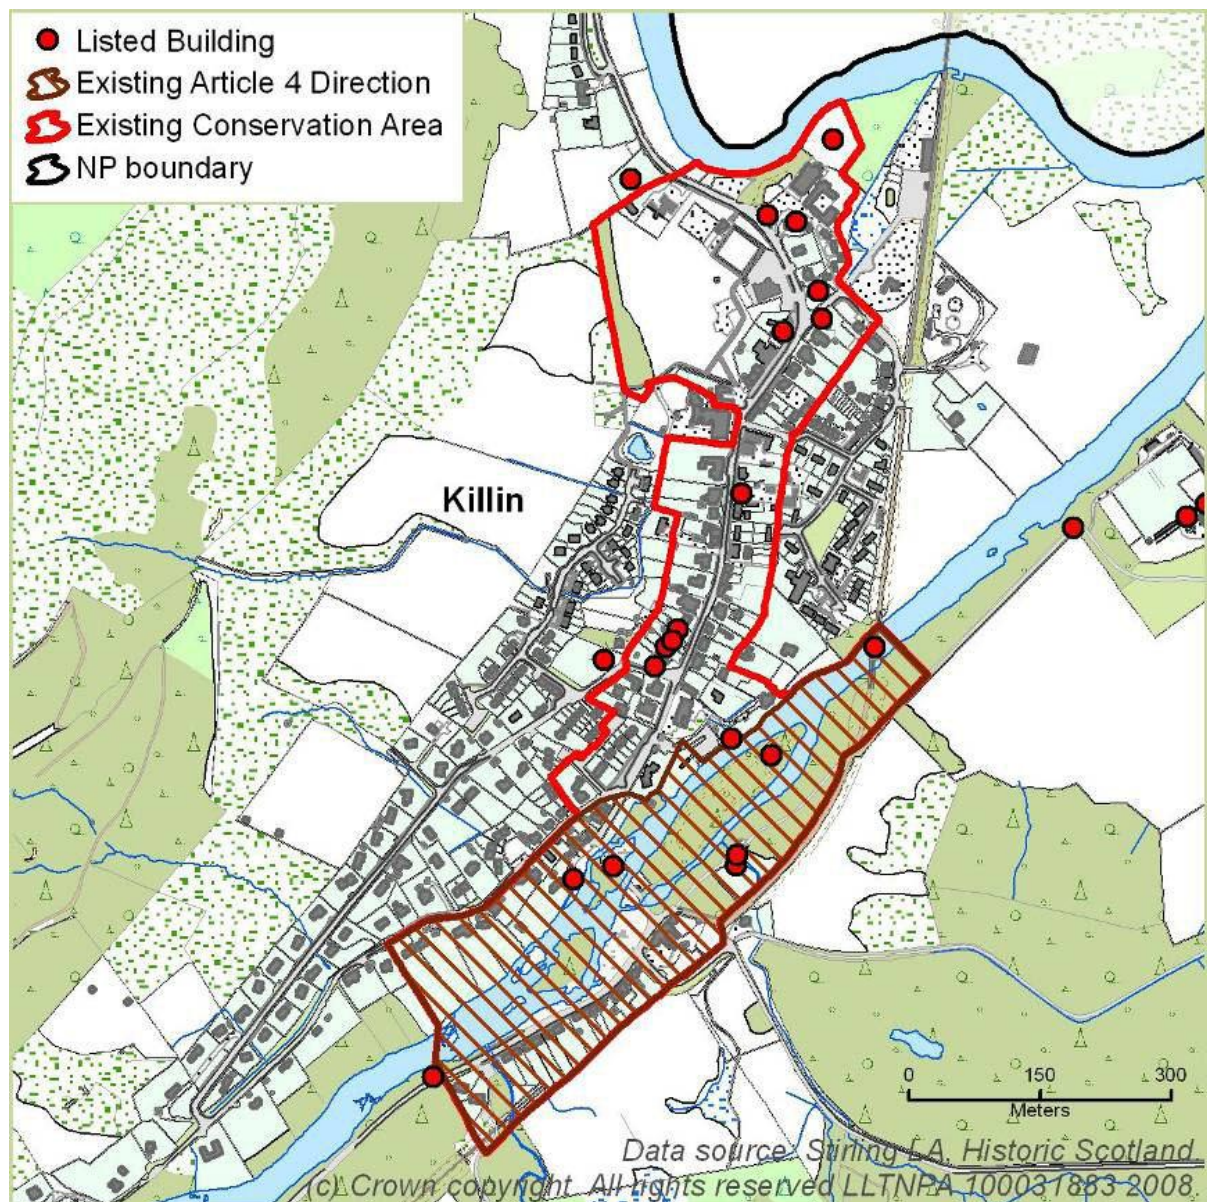 Listed Building
Existing Article 4 Direction
Existing Conservation Area
NP boundary
Killin
0 150 300
Meters
Data source: Stirling LA, Historic Scotland.
(c) Crown copyright. All rights reserved LLTNPA 100031883 2008.